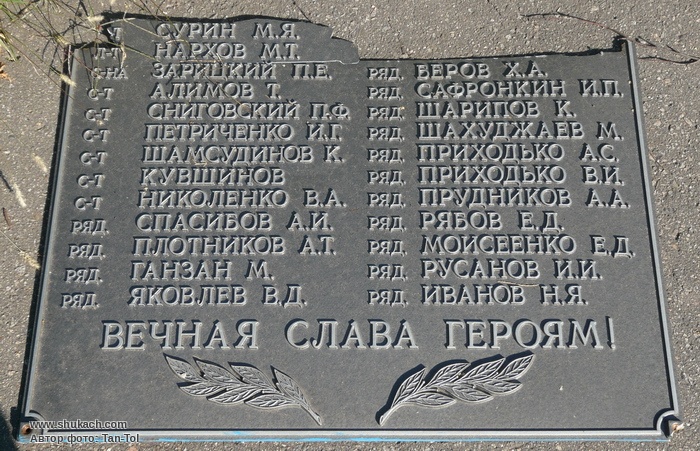 Л-Т СУРИН М.Я.
Л-Т НАРХОВ М.Т.
С-НА ЗАРИЦКИЙ П.Е.
С-Т АЛИМОВ Т.
С-Т СНИГОВСКИЙ П.Ф.
С-Т ПЕТРИЧЕНКО И.Г.
С-Т ШАМСУДИНОВ К.
С-Т КУВШИНОВ
С-Т НИКОЛЕНКО В.А.
РЯД. СПАСИБОВ А.И.
РЯД. ПЛОТНИКОВ А.Т.
РЯД. ГАНЗАН М.
РЯД. ЯКОВЛЕВ В.Д.
РЯД. БЕРОВ Х.А.
РЯД. САФРОНКИН И.П.
РЯД. ШАРИПОВ К.
РЯД. ШАХУДЖАЕВ М.
РЯД. ПРИХОДЬКО А.С.
РЯД. ПРИХОДЬКО В.И.
РЯД. ПРУДНИКОВ А.А.
РЯД. РЯБОВ Е.Д.
РЯД. МОИСЕЕНКО Е.Д.
РЯД. РУСАНОВ И.И.
РЯД. ИВАНОВ Н.Я.
ВЕЧНАЯ СЛАВА ГЕРОЯМ!
www.shukach.com
Автор фото: Tan-Tol